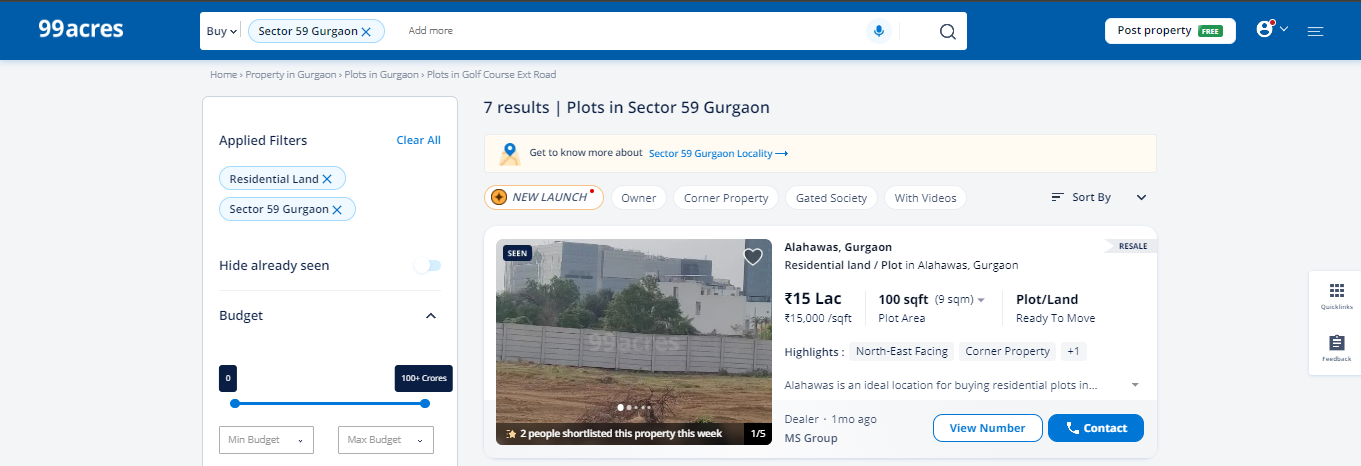 99acres
Buy
Sector 59 Gurgaon
Add more
Post property FREE
Home › Property in Gurgaon › Plots in Gurgaon › Plots in Golf Course Ext Road
Applied Filters
Clear All
Residential Land
Sector 59 Gurgaon
Hide already seen
Budget
0
100+ Crores
Min Budget
Max Budget
7 results | Plots in Sector 59 Gurgaon
Get to know more about Sector 59 Gurgaon Locality
NEW LAUNCH
Owner
Corner Property
Gated Society
With Videos
Sort By
SEEN
99acres
2 people shortlisted this property this week
1/5
Alahawas, Gurgaon
RESALE
Residential land / Plot in Alahawas, Gurgaon
₹15 Lac
₹15,000 /sqft
100 sqft (9 sqm)
Plot Area
Plot/Land
Ready To Move
Highlights : North-East Facing Corner Property +1
Alahawas is an ideal location for buying residential plots in...
Dealer · 1mo ago
MS Group
View Number
Contact
Quicklinks
Feedback